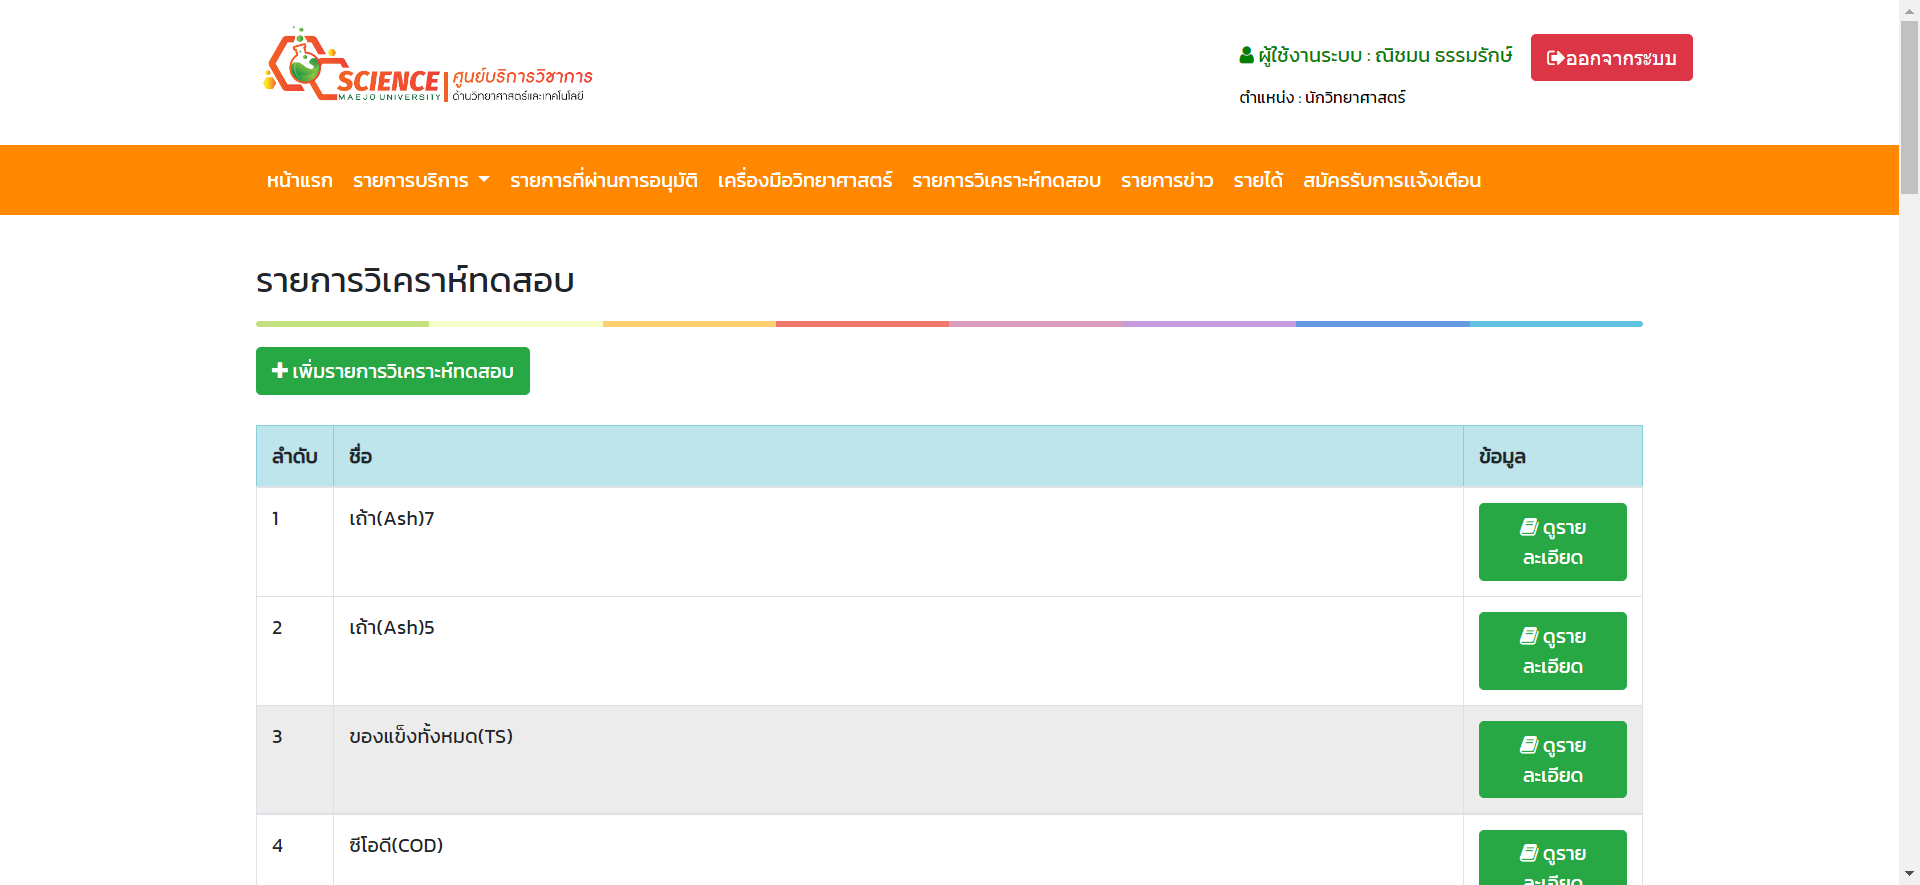 SCIENCE
MAEJO UNIVERSITY
ศูนย์บริการวิชาการ
ด้านวิทยาศาสตร์และเทคโนโลยี
ผู้ใช้งานระบบ : ณิชมน ธรรมรักษ์
ออกจากระบบ
ตำแหน่ง : นักวิทยาศาสตร์
หน้าแรก รายการบริการ รายการที่ผ่านการอนุมัติ เครื่องมือวิทยาศาสตร์ รายการวิเคราะห์ทดสอบ รายการข่าว รายได้ สมัครรับการแจ้งเตือน
รายการวิเคราห์ทดสอบ
เพิ่มรายการวิเคราะห์ทดสอบ
ลำดับ ชื่อ ข้อมูล
1 เถ้า(Ash)7 ดูราย
ละเอียด
2 เถ้า(Ash)5 ดูราย
ละเอียด
3 ของแข็งทั้งหมด(TS) ดูราย
ละเอียด
4 ซีโอดี(COD) ดูราย
ละเอียด